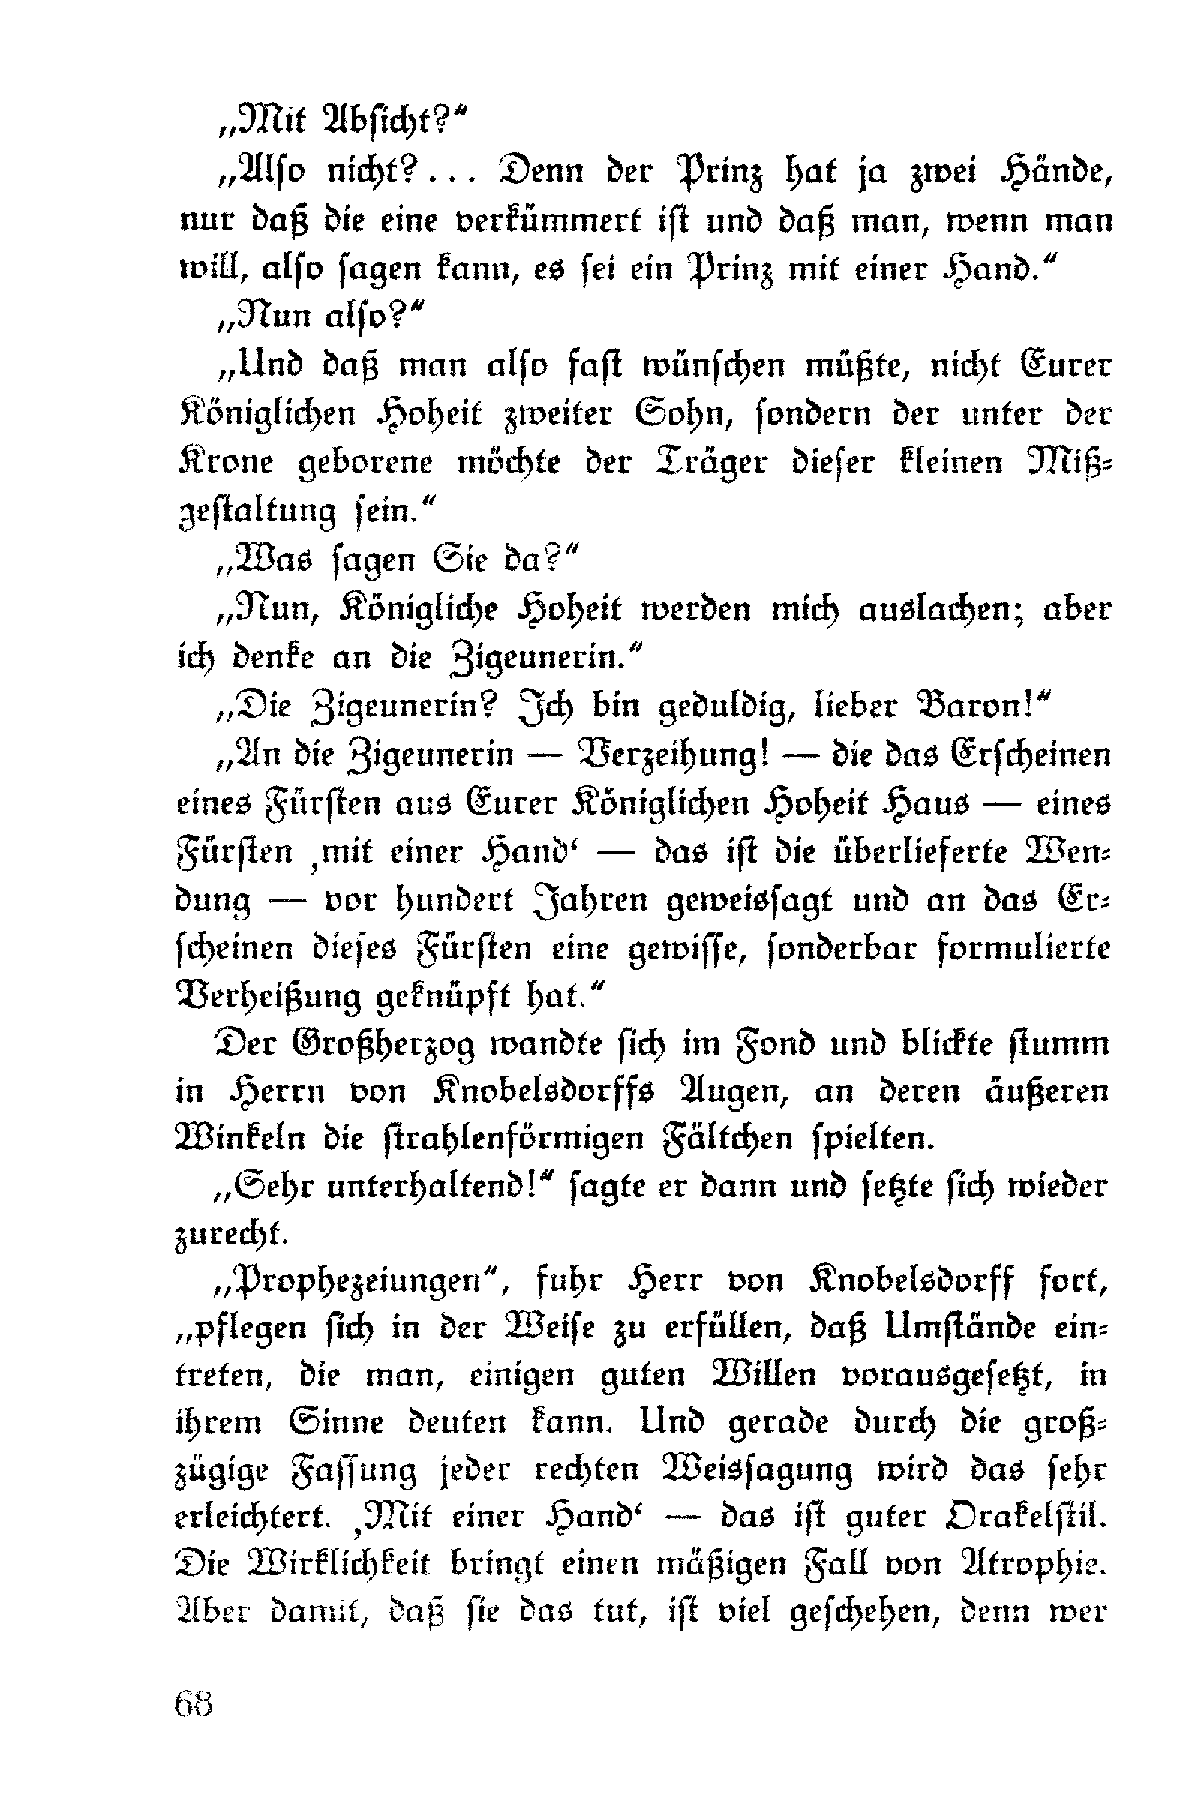 „Mit Absicht?“
„Also nicht?... Denn der Prinz hat ja zwei Hände,
nur daß die eine verkümmert ist und daß man, wenn man
will, also sagen kann, es sei ein Prinz mit einer Hand.“
„Nun also?“
„Und daß man also fast wünschen müßte, nicht Eurer
Königlichen Hoheit zweiter Sohn, sondern der unter der
Krone geborene möchte der Träger dieser kleinen Miß-
gestaltung sein.“
„Was sagen Sie da?“
„Nun, Königliche Hoheit werden mich auslachen; aber
ich denke an die Zigeunerin.“
„Die Zigeunerin? Ich bin geduldig, lieber Baron!“
„An die Zigeunerin — Verzeihung! — die das Erscheinen
eines Fürsten aus Eurer Königlichen Hoheit Haus — eines
Fürsten ‚mit einer Hand‘ — das ist die überlieferte Wen-
dung — vor hundert Jahren geweissagt und an das Er-
scheinen dieses Fürsten eine gewisse, sonderbar formulierte
Verheißung geknüpft hat.“
Der Großherzog wandte sich im Fond und blickte stumm
in Herrn von Knobelsdorffs Augen, an deren äußeren
Winkeln die strahlenförmigen Fältchen spielten.
„Sehr unterhaltend!“ sagte er dann und setzte sich wieder
zurecht.
„Prophezeiungen“, fuhr Herr von Knobelsdorff fort,
„pflegen sich in der Weise zu erfüllen, daß Umstände ein-
treten, die man, einigen guten Willen vorausgesetzt, in
ihrem Sinne deuten kann. Und gerade durch die groß-
zügige Fassung jeder rechten Weissagung wird das sehr
erleichtert. ‚Mit einer Hand‘ — das ist guter Orakelstil.
Die Wirklichkeit bringt einen mäßigen Fall von Atrophie.
Aber damit, daß sie das tut, ist viel geschehen, denn wer
68